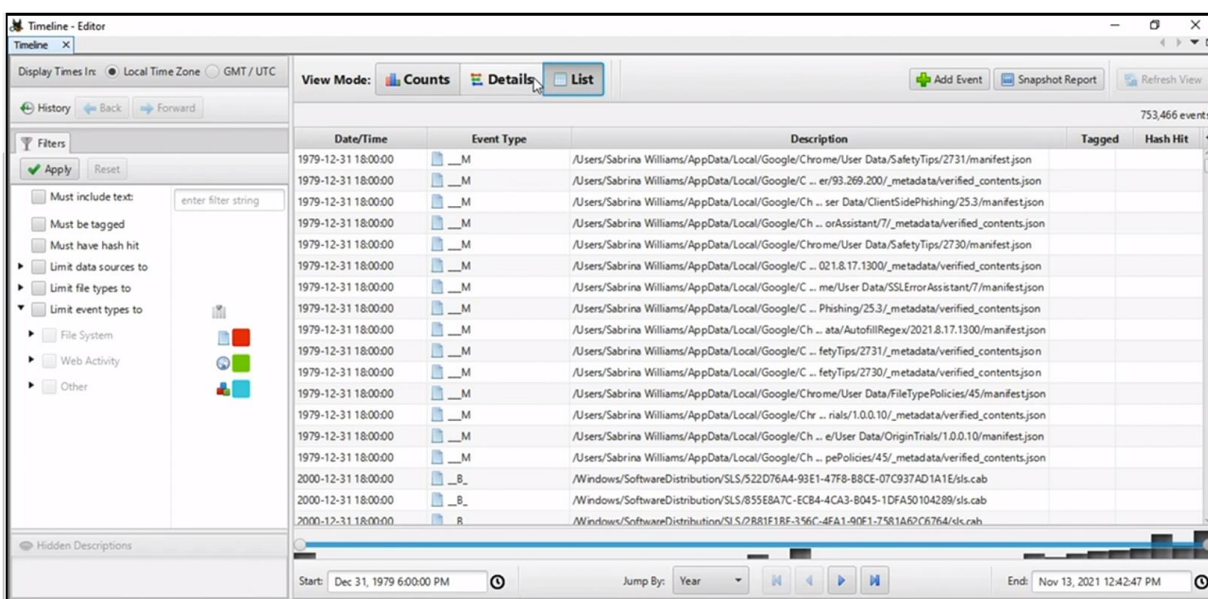 Timeline - Editor
Timeline
Display Times In: Local Time Zone GMT / UTC
View Mode: Counts Details List
Add Event Snapshot Report Refresh View
History Back Forward
753,466 events
Filters
Apply Reset
Must include text: enter filter string
Must be tagged
Must have hash hit
Limit data sources to
Limit file types to
Limit event types to
File System
Web Activity
Other
Hidden Descriptions
Date/Time Event Type Description Tagged Hash Hit
1979-12-31 18:00:00 __M /Users/Sabrina Williams/AppData/Local/Google/Chrome/User Data/SafetyTips/2731/manifest.json
1979-12-31 18:00:00 __M /Users/Sabrina Williams/AppData/Local/Google/C ... er/93.269.200/_metadata/verified_contents.json
1979-12-31 18:00:00 __M /Users/Sabrina Williams/AppData/Local/Google/Ch ... ser Data/ClientSidePhishing/25.3/manifest.json
1979-12-31 18:00:00 __M /Users/Sabrina Williams/AppData/Local/Google/Ch ... orAssistant/7/_metadata/verified_contents.json
1979-12-31 18:00:00 __M /Users/Sabrina Williams/AppData/Local/Google/Chrome/User Data/SafetyTips/2730/manifest.json
1979-12-31 18:00:00 __M /Users/Sabrina Williams/AppData/Local/Google/C ... 021.8.17.1300/_metadata/verified_contents.json
1979-12-31 18:00:00 __M /Users/Sabrina Williams/AppData/Local/Google/C ... me/User Data/SSLErrorAssistant/7/manifest.json
1979-12-31 18:00:00 __M /Users/Sabrina Williams/AppData/Local/Google/C ... Phishing/25.3/_metadata/verified_contents.json
1979-12-31 18:00:00 __M /Users/Sabrina Williams/AppData/Local/Google/Ch ... ata/AutofillRegex/2021.8.17.1300/manifest.json
1979-12-31 18:00:00 __M /Users/Sabrina Williams/AppData/Local/Google/C ... fetyTips/2731/_metadata/verified_contents.json
1979-12-31 18:00:00 __M /Users/Sabrina Williams/AppData/Local/Google/C ... fetyTips/2730/_metadata/verified_contents.json
1979-12-31 18:00:00 __M /Users/Sabrina Williams/AppData/Local/Google/Chrome/User Data/FileTypePolicies/45/manifest.json
1979-12-31 18:00:00 __M /Users/Sabrina Williams/AppData/Local/Google/Chr ... rials/1.0.0.10/_metadata/verified_contents.json
1979-12-31 18:00:00 __M /Users/Sabrina Williams/AppData/Local/Google/Ch ... e/User Data/OriginTrials/1.0.0.10/manifest.json
1979-12-31 18:00:00 __M /Users/Sabrina Williams/AppData/Local/Google/Ch ... pePolicies/45/_metadata/verified_contents.json
2000-12-31 18:00:00 _B_ /Windows/SoftwareDistribution/SLS/522D76A4-93E1-47F8-B8CE-07C937AD1A1E/sls.cab
2000-12-31 18:00:00 _B_ /Windows/SoftwareDistribution/SLS/855E8A7C-ECB4-4CA3-B045-1DFA50104289/sls.cab
2000-12-31 18:00:00 _B_ /Windows/SoftwareDistribution/SLS/2B81F1BF-356C-4FA1-90F1-7581A62C6764/sls.cab
Start: Dec 31, 1979 6:00:00 PM Jump By: Year End: Nov 13, 2021 12:42:47 PM